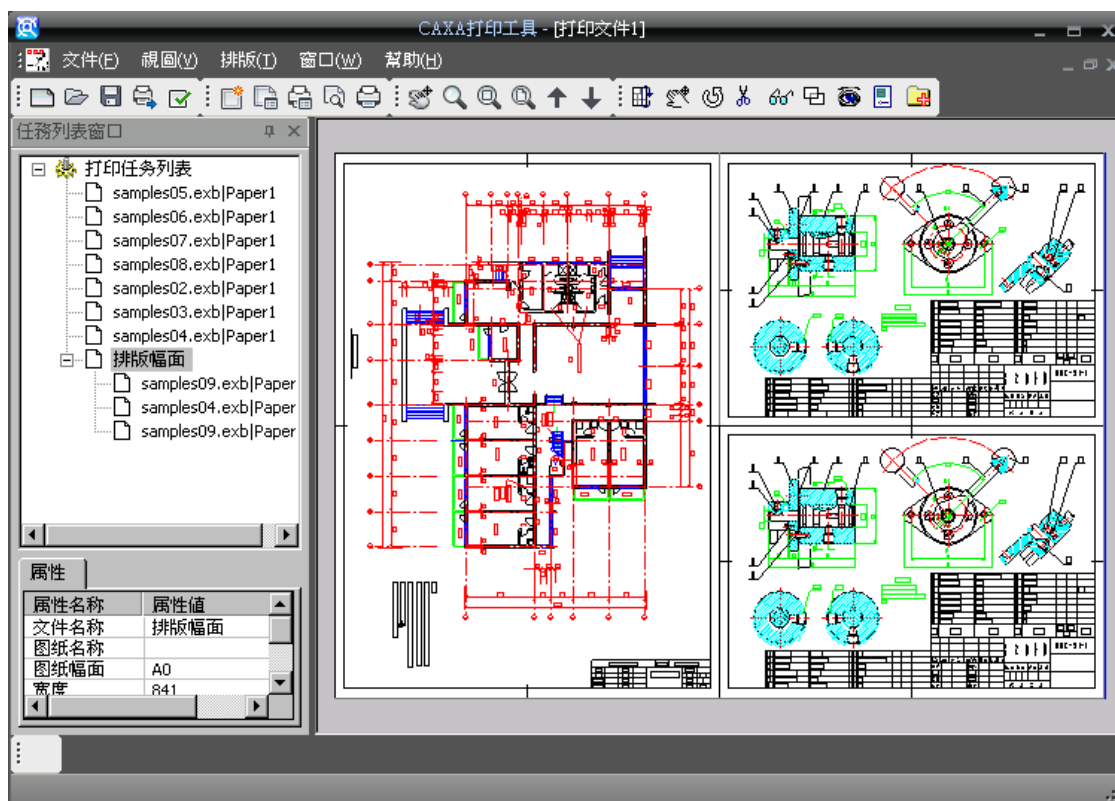 CAXA打印工具 - [打印文件1]
文件(F) 視圖(V) 排版(T) 窗口(W) 幫助(H)
任務列表窗口
打印任务列表
samples05.exb|Paper1
samples06.exb|Paper1
samples07.exb|Paper1
samples08.exb|Paper1
samples02.exb|Paper1
samples03.exb|Paper1
samples04.exb|Paper1
排版幅面
samples09.exb|Paper
samples04.exb|Paper
samples09.exb|Paper
属性
属性名称 属性值
文件名称 排版幅面
图纸名称
图纸幅面 A0
宽度 841